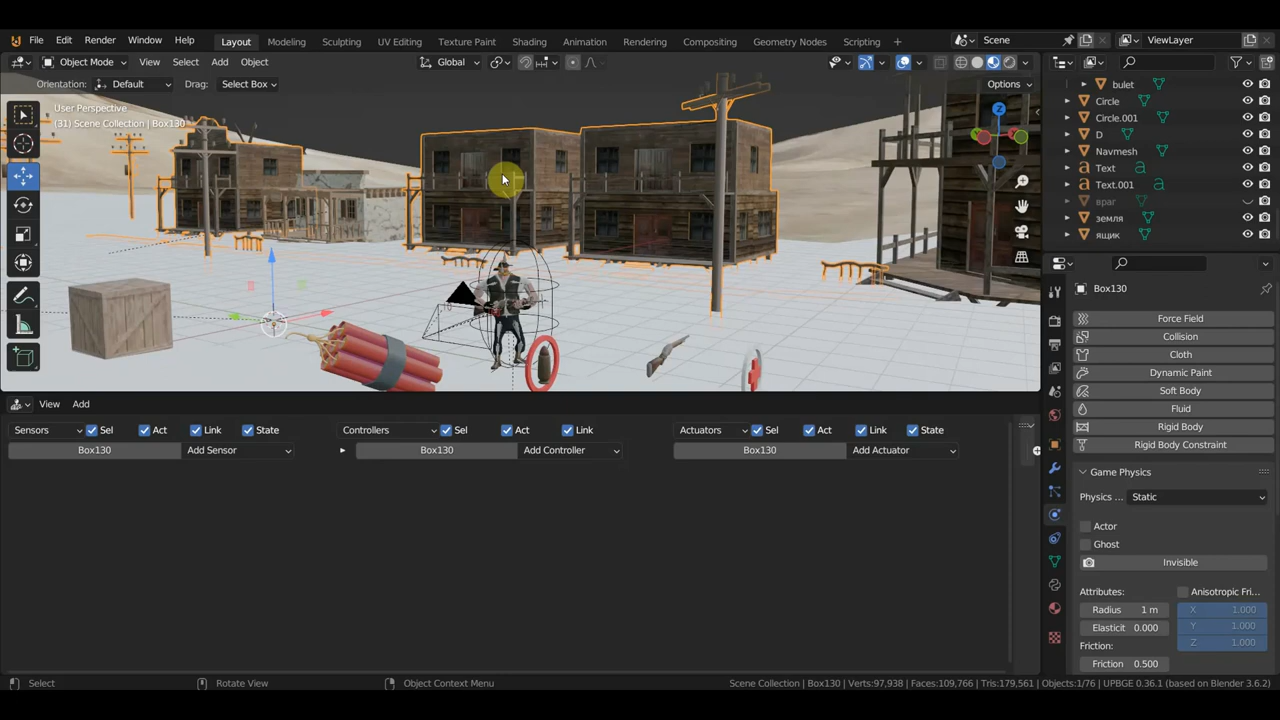 File Edit Render Window Help Layout Modeling Sculpting UV Editing Texture Paint Shading Animation Rendering Compositing Geometry Nodes Scripting + Scene ViewLayer
Object Mode View Select Add Object Global
Orientation: Default Drag: Select Box Options
User Perspective
(31) Scene Collection | Box130
Z
bulet
Circle
Circle.001
D
Navmesh
Text
Text.001
враг
земля
ящик
Box130
Force Field
Collision
Cloth
Dynamic Paint
Soft Body
Fluid
Rigid Body
Rigid Body Constraint
Game Physics
Physics ... Static
Actor
Ghost
Invisible
Attributes: Anisotropic Fri...
Radius 1 m X 1.000
Elasticit 0.000 Y 1.000
Friction: Z 1.000
Friction 0.500
View Add
Sensors Sel Act Link State Controllers Sel Act Link Actuators Sel Act Link State
Box130 Add Sensor Box130 Add Controller Box130 Add Actuator
Select Rotate View Object Context Menu Scene Collection | Box130 | Verts:97,938 | Faces:109,766 | Tris:179,561 | Objects:1/76 | UPBGE 0.36.1 (based on Blender 3.6.2)